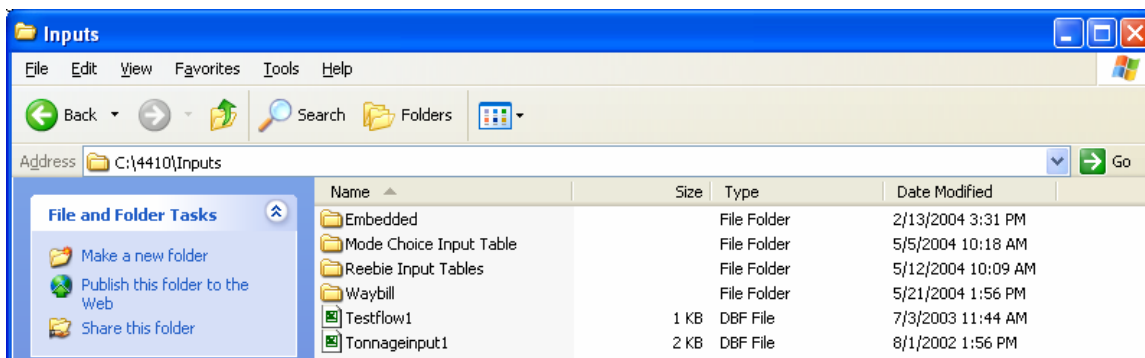 Inputs
File Edit View Favorites Tools Help
Back Search Folders
Address C:\4410\Inputs Go
Name Size Type Date Modified
File and Folder Tasks
Make a new folder
Publish this folder to the
Web
Share this folder
Embedded File Folder 2/13/2004 3:31 PM
Mode Choice Input Table File Folder 5/5/2004 10:18 AM
Reebie Input Tables File Folder 5/12/2004 10:09 AM
Waybill File Folder 5/21/2004 1:56 PM
Testflow1 1 KB DBF File 7/3/2003 11:44 AM
Tonnageinput1 2 KB DBF File 8/1/2002 1:56 PM